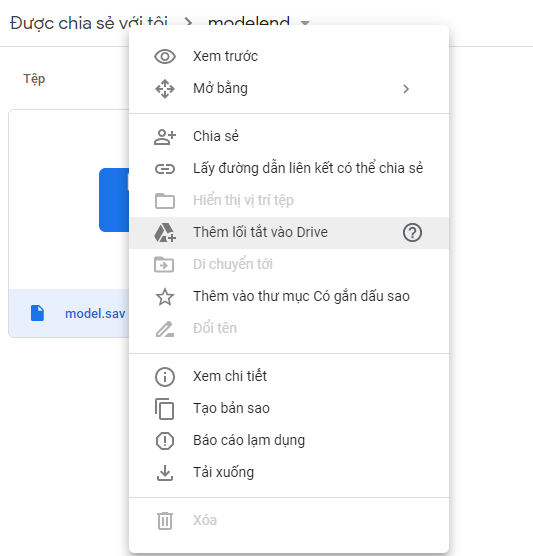 Được chia sẻ với tôi > modelend
Tệp
Xem trước
Mở bằng
Chia sẻ
Lấy đường dẫn liên kết có thể chia sẻ
Hiển thị vị trí tệp
Thêm lối tắt vào Drive
Di chuyển tới
Thêm vào thư mục Có gắn dấu sao
model.sav
Đổi tên
Xem chi tiết
Tạo bản sao
Báo cáo lạm dụng
Tải xuống
Xóa